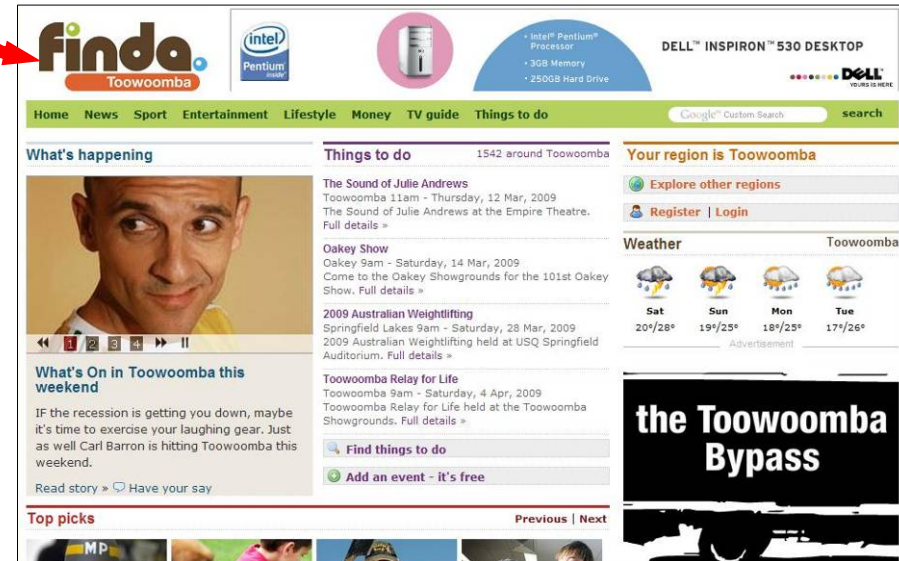 finda.
Toowoomba
intel
Pentium
inside
• Intel® Pentium®
Processor
• 3GB Memory
• 250GB Hard Drive
DELL™ INSPIRON™ 530 DESKTOP
DELL
YOURS IS HERE
Home News Sport Entertainment Lifestyle Money TV guide Things to do
Google™ Custom Search search
What's happening
1 2 3 4
What's On in Toowoomba this
weekend
IF the recession is getting you down, maybe
it's time to exercise your laughing gear. Just
as well Carl Barron is hitting Toowoomba this
weekend.
Read story » Have your say
Things to do 1542 around Toowoomba
The Sound of Julie Andrews
Toowoomba 11am - Thursday, 12 Mar, 2009
The Sound of Julie Andrews at the Empire Theatre.
Full details »
Oakey Show
Oakey 9am - Saturday, 14 Mar, 2009
Come to the Oakey Showgrounds for the 101st Oakey
Show. Full details »
2009 Australian Weightlifting
Springfield Lakes 9am - Saturday, 28 Mar, 2009
2009 Australian Weightlifting held at USQ Springfield
Auditorium. Full details »
Toowoomba Relay for Life
Toowoomba 9am - Saturday, 4 Apr, 2009
Toowoomba Relay for Life held at the Toowoomba
Showgrounds. Full details »
Find things to do
Add an event - it's free
Your region is Toowoomba
Explore other regions
Register | Login
Weather Toowoomba
Sat Sun Mon Tue
20°/28° 19°/25° 18°/25° 17°/26°
Advertisement
the Toowoomba
Bypass
Top picks Previous | Next
MP